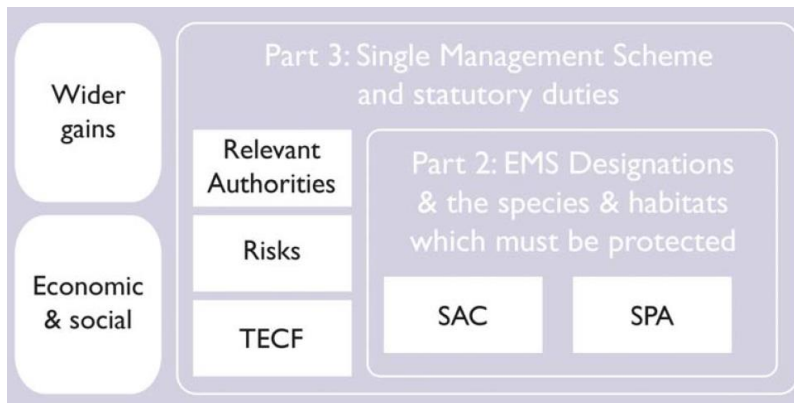 Wider
gains
Economic
& social
Part 3: Single Management Scheme
and statutory duties
Relevant
Authorities
Risks
TECF
Part 2: EMS Designations
& the species & habitats
which must be protected
SAC
SPA